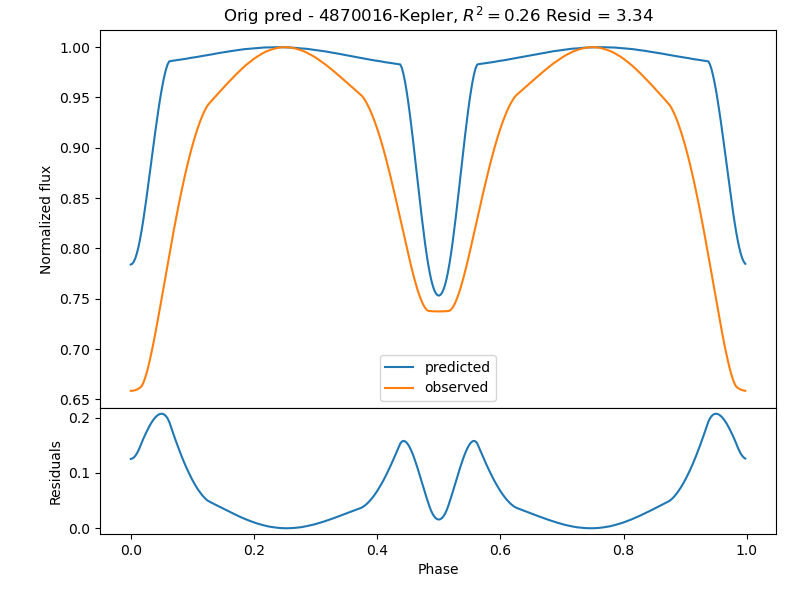 Orig pred - 4870016-Kepler, $R^2 = 0.26$ Resid = 3.34
Normalized flux
1.00
0.95
0.90
0.85
0.80
0.75
0.70
0.65
predicted
observed
Residuals
0.2
0.1
0.0
0.0
0.2
0.4
0.6
0.8
1.0
Phase